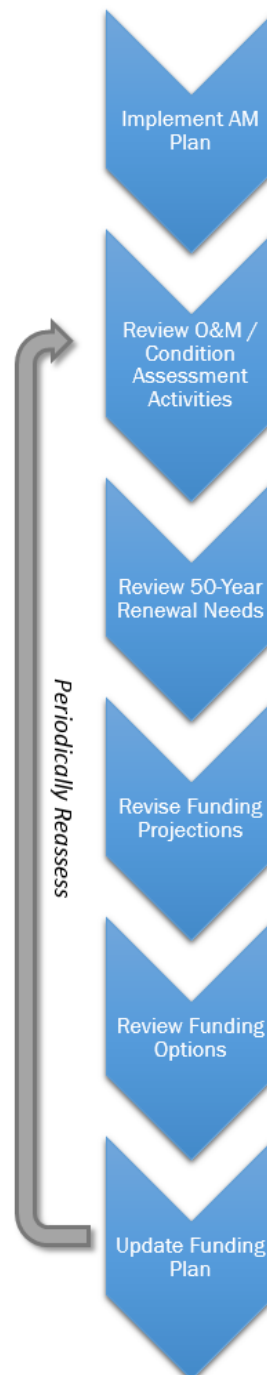 Implement AM
Plan
Review O&M /
Condition
Assessment
Activities
Review 50-Year
Renewal Needs
Periodically Reassess
Revise Funding
Projections
Review Funding
Options
Update Funding
Plan